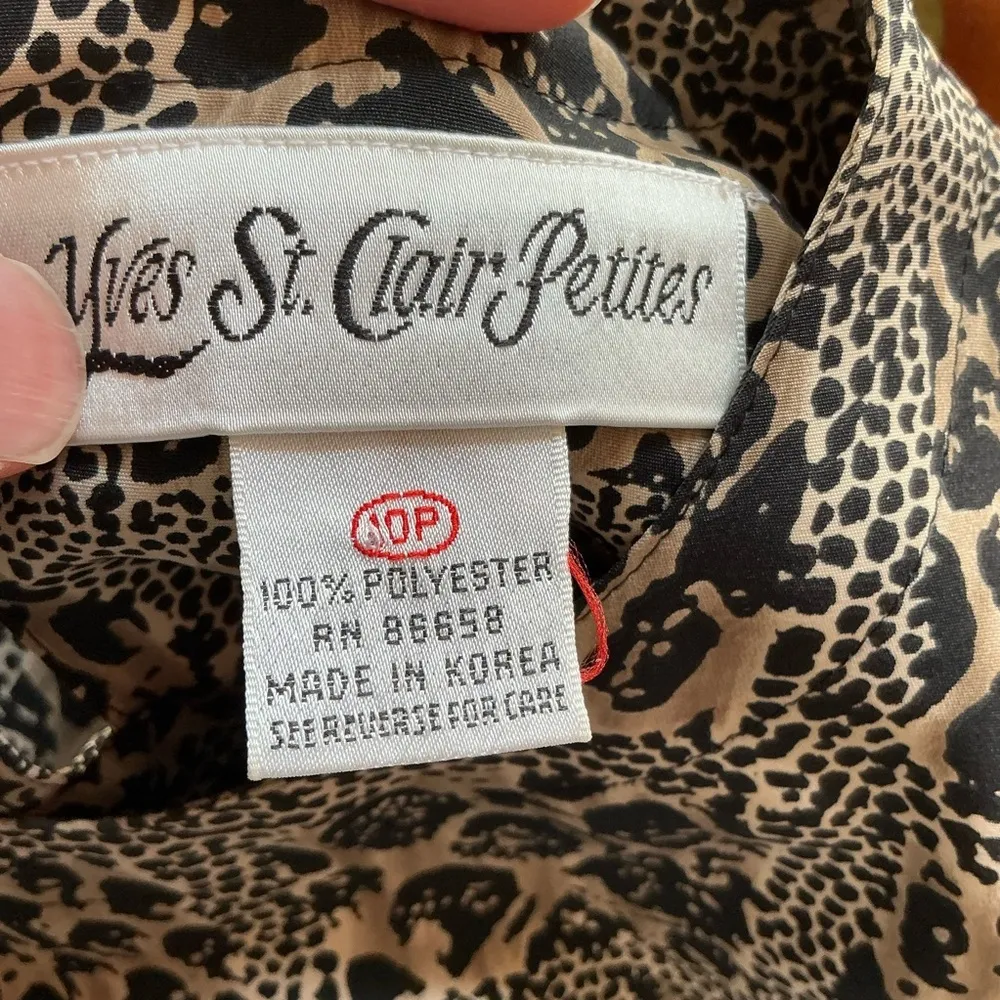 Yves St. Clair Petites
10P
100% POLYESTER
RN 86658
MADE IN KOREA
SEE REVERSE FOR CARE